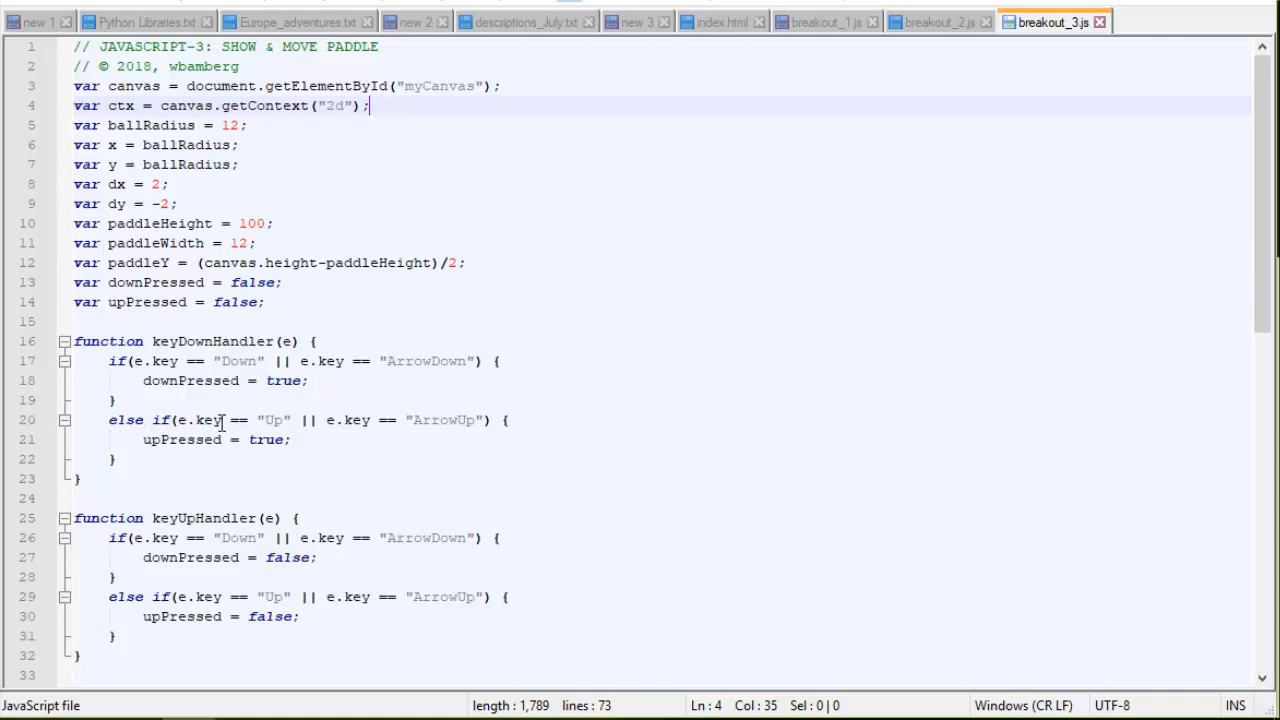 new 1 Python Libraries.txt Europe_adventures.txt new 2 descriptions_July.txt new 3 index.html breakout_1.js breakout_2.js breakout_3.js
1 // JAVASCRIPT-3: SHOW & MOVE PADDLE
2 // © 2018, wbamberg
3 var canvas = document.getElementById("myCanvas");
4 var ctx = canvas.getContext("2d");
5 var ballRadius = 12;
6 var x = ballRadius;
7 var y = ballRadius;
8 var dx = 2;
9 var dy = -2;
10 var paddleHeight = 100;
11 var paddleWidth = 12;
12 var paddleY = (canvas.height-paddleHeight)/2;
13 var downPressed = false;
14 var upPressed = false;
15
16 function keyDownHandler(e) {
17 if(e.key == "Down" || e.key == "ArrowDown") {
18 downPressed = true;
19 }
20 else if(e.key == "Up" || e.key == "ArrowUp") {
21 upPressed = true;
22 }
23 }
24
25 function keyUpHandler(e) {
26 if(e.key == "Down" || e.key == "ArrowDown") {
27 downPressed = false;
28 }
29 else if(e.key == "Up" || e.key == "ArrowUp") {
30 upPressed = false;
31 }
32 }
33
JavaScript file length : 1,789 lines : 73 Ln : 4 Col : 35 Sel : 0 | 0 Windows (CR LF) UTF-8 INS